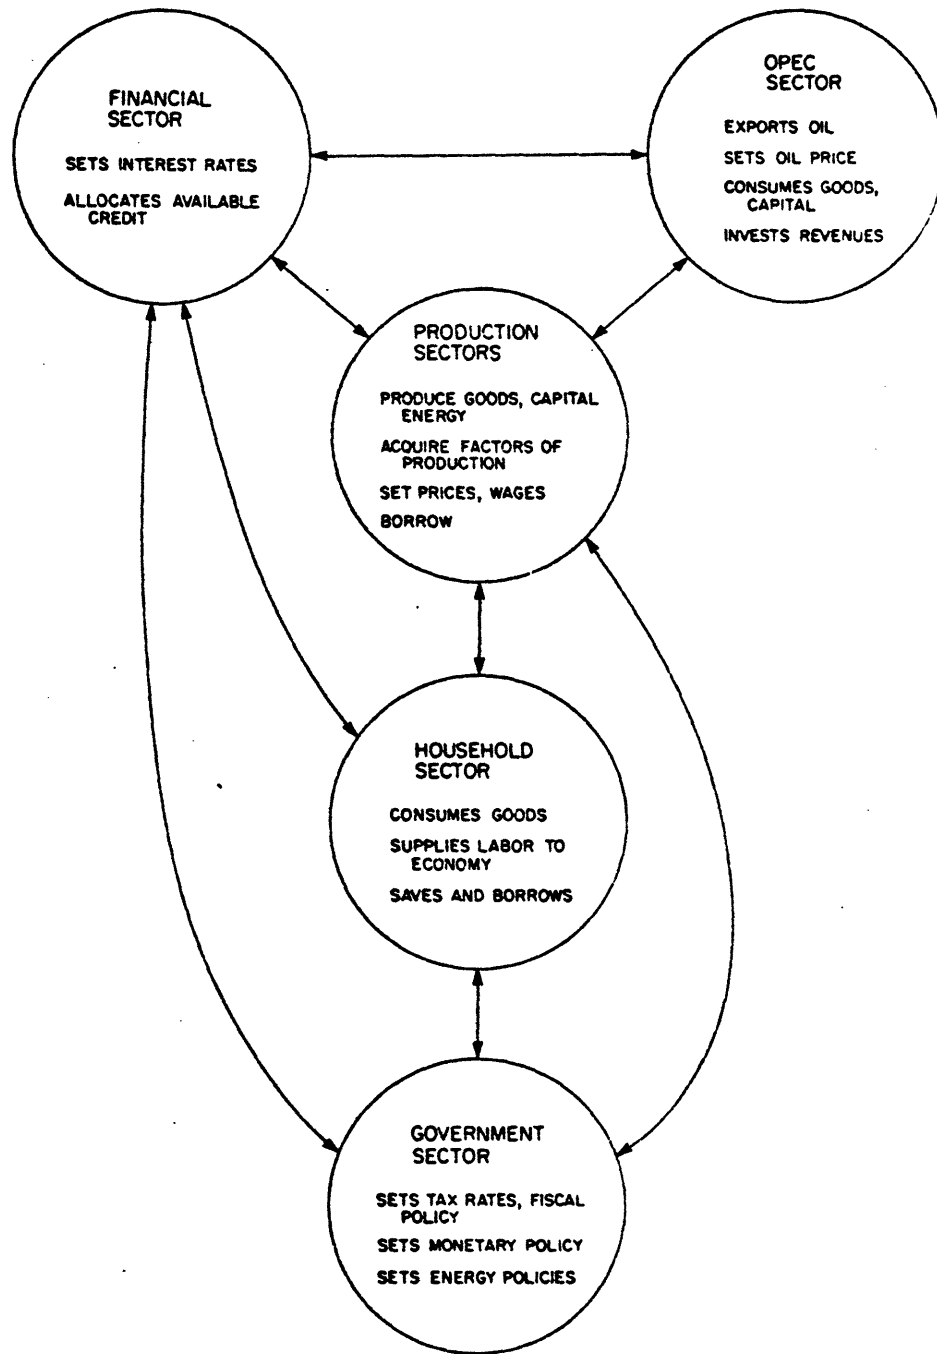 FINANCIAL
SECTOR
SETS INTEREST RATES
ALLOCATES AVAILABLE
CREDIT
OPEC
SECTOR
EXPORTS OIL
SETS OIL PRICE
CONSUMES GOODS,
CAPITAL
INVESTS REVENUES
PRODUCTION
SECTORS
PRODUCE GOODS, CAPITAL
ENERGY
ACQUIRE FACTORS OF
PRODUCTION
SET PRICES, WAGES
BORROW
HOUSEHOLD
SECTOR
CONSUMES GOODS
SUPPLIES LABOR TO
ECONOMY
SAVES AND BORROWS
GOVERNMENT
SECTOR
SETS TAX RATES, FISCAL
POLICY
SETS MONETARY POLICY
SETS ENERGY POLICIES